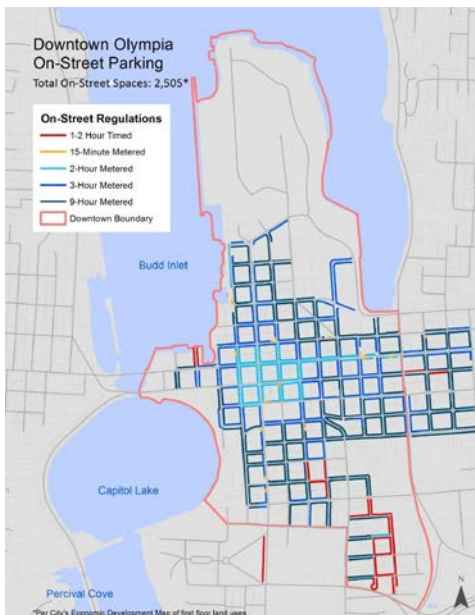 Downtown Olympia
On-Street Parking
Total On-Street Spaces: 2,505*
On-Street Regulations
1-2 Hour Timed
15-Minute Metered
2-Hour Metered
3-Hour Metered
9-Hour Metered
Downtown Boundary
Budd Inlet
Capitol Lake
Percival Cove
N
*Per City's Economic Development Map of first floor land uses